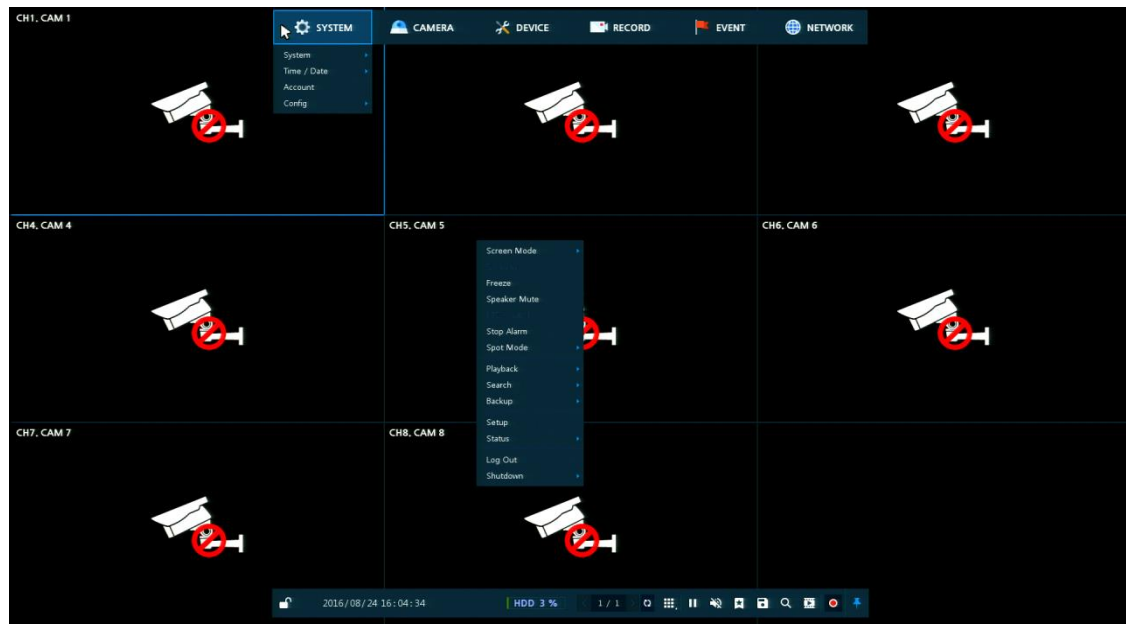 CH1, CAM 1
SYSTEM
CAMERA
DEVICE
RECORD
EVENT
NETWORK
System
Time / Date
Account
Config
CH4, CAM 4
CH5, CAM 5
CH6, CAM 6
Screen Mode
Freeze
Speaker Mute
Stop Alarm
Spot Mode
Playback
Search
Backup
Setup
Status
Log Out
Shutdown
CH7, CAM 7
CH8, CAM 8
2016/08/24 16:04:34
HDD 3 %
1 / 1